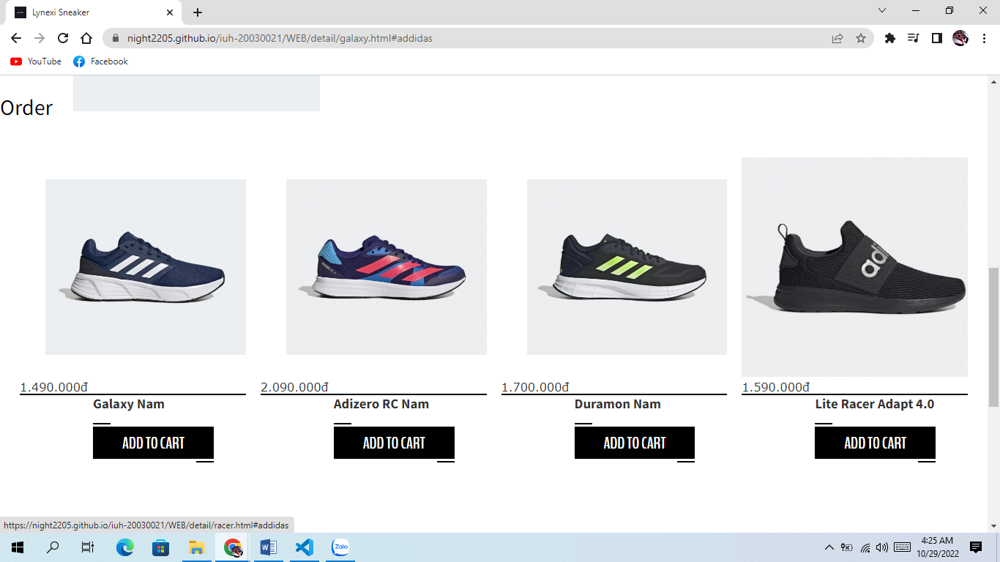 Lynexi Sneaker
night2205.github.io/iuh-20030021/WEB/detail/galaxy.html#addidas
YouTube
Facebook
Order
adi
1.490.000đ
2.090.000đ
1.700.000đ
1.590.000đ
Galaxy Nam
Adizero RC Nam
Duramon Nam
Lite Racer Adapt 4.0
ADD TO CART
ADD TO CART
ADD TO CART
ADD TO CART
https://night2205.github.io/iuh-20030021/WEB/detail/racer.html#addidas
Zalo
4:25 AM
10/29/2022